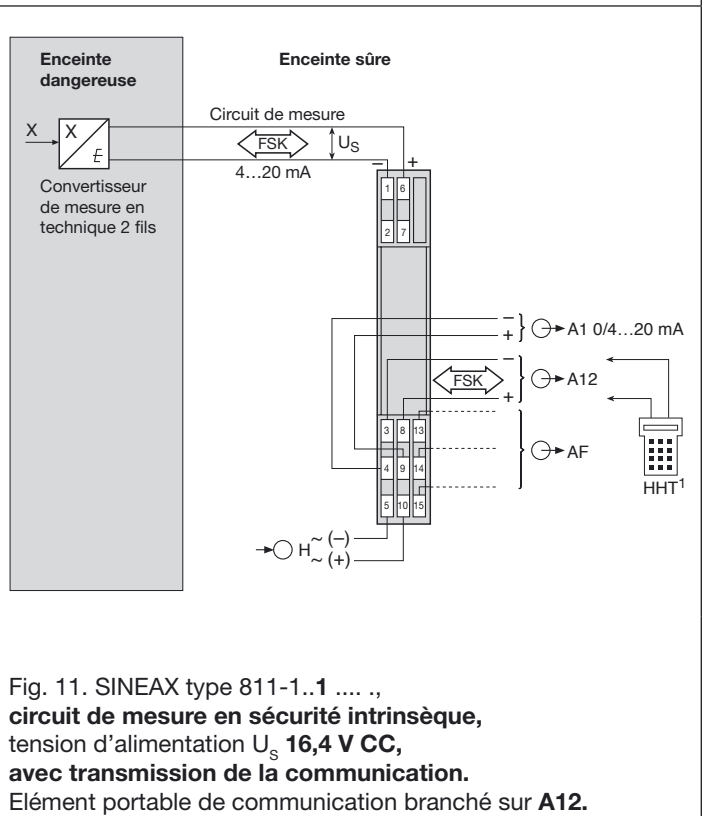 Enceinte dangereuse
Enceinte sûre
Circuit de mesure
X
X
E
FSK
U_S
4…20 mA
– +
Convertisseur
de mesure en
technique 2 fils
1 6
2 7
–
+
A1 0/4…20 mA
–
FSK
A12
+
3 8 13
4 9 14
AF
HHT¹
5 10 15
H
~ (–)
~ (+)
Fig. 11. SINEAX type 811-1..1 .... .,
circuit de mesure en sécurité intrinsèque,
tension d’alimentation U_S 16,4 V CC,
avec transmission de la communication.
Elément portable de communication branché sur A12.